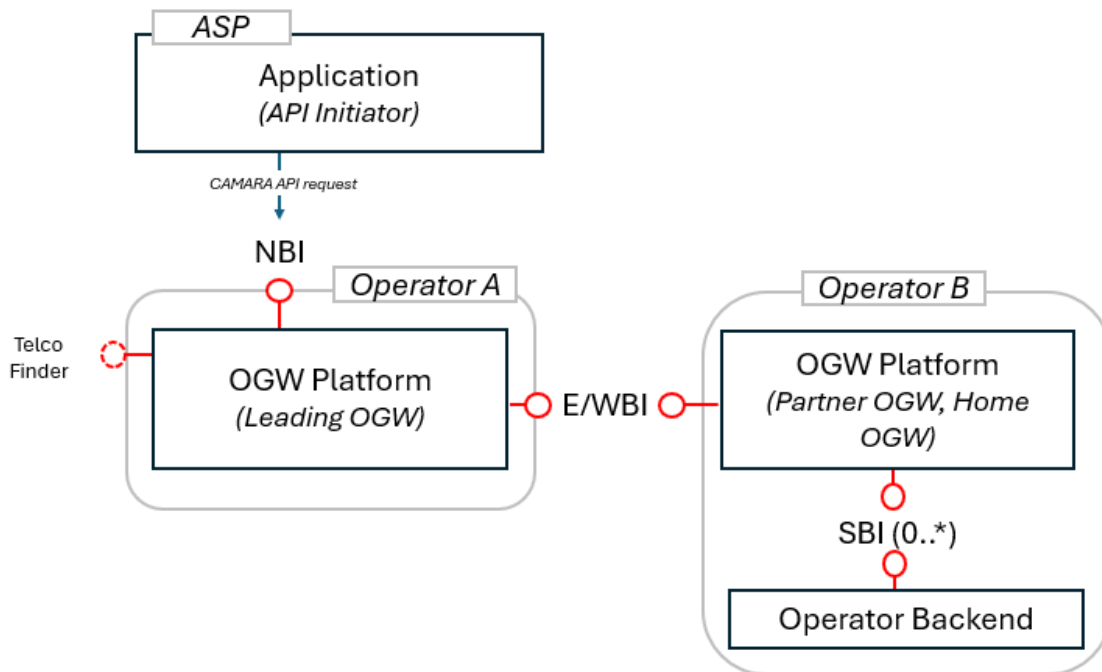 ASP
Application
(API Initiator)
CAMARA API request
NBI
Operator A
Operator B
Telco
Finder
OGW Platform
(Leading OGW)
E/WBI
OGW Platform
(Partner OGW, Home
OGW)
SBI (0..*)
Operator Backend